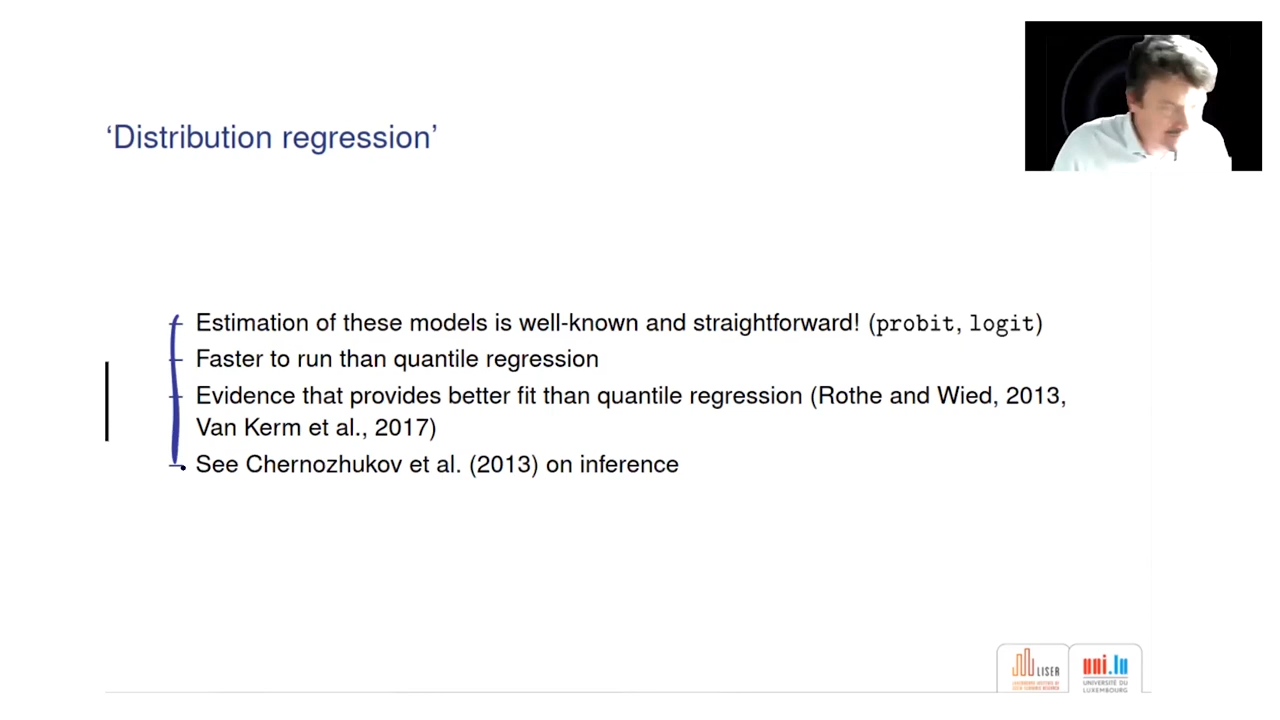 ‘Distribution regression’
– Estimation of these models is well-known and straightforward! (probit, logit)
– Faster to run than quantile regression
– Evidence that provides better fit than quantile regression (Rothe and Wied, 2013,
Van Kerm et al., 2017)
– See Chernozhukov et al. (2013) on inference
LISER
uni.lu
UNIVERSITÉ DU
LUXEMBOURG